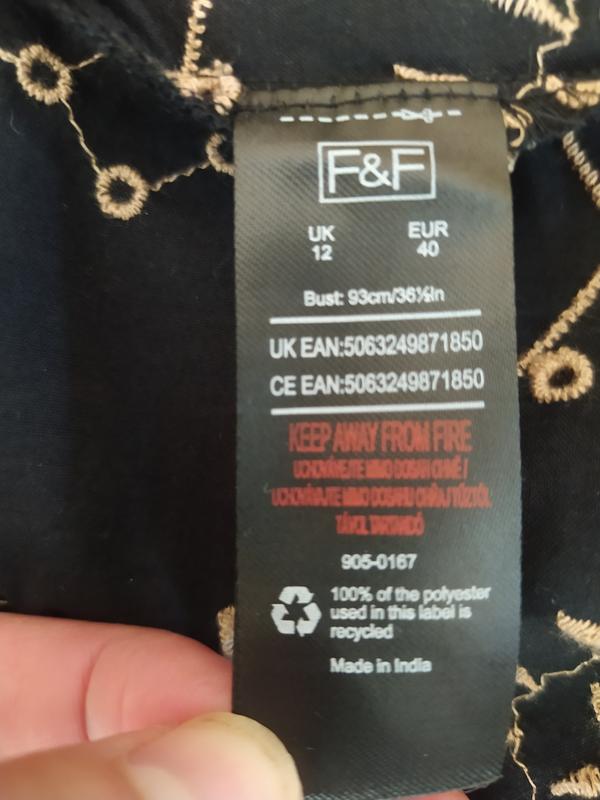 F&F
UK EUR
12 40
Bust: 93cm/36½in
UK EAN:5063249871850
CE EAN:5063249871850
KEEP AWAY FROM FIRE
UCHOVÁVEJTE MIMO DOSAH OHNĚ /
UCHOVÁVAJTE MIMO DOSAHU OHŇA / TŰZTŐL
TÁVOL TARTANDÓ
905-0167
100% of the polyester
used in this label is
recycled
Made in India